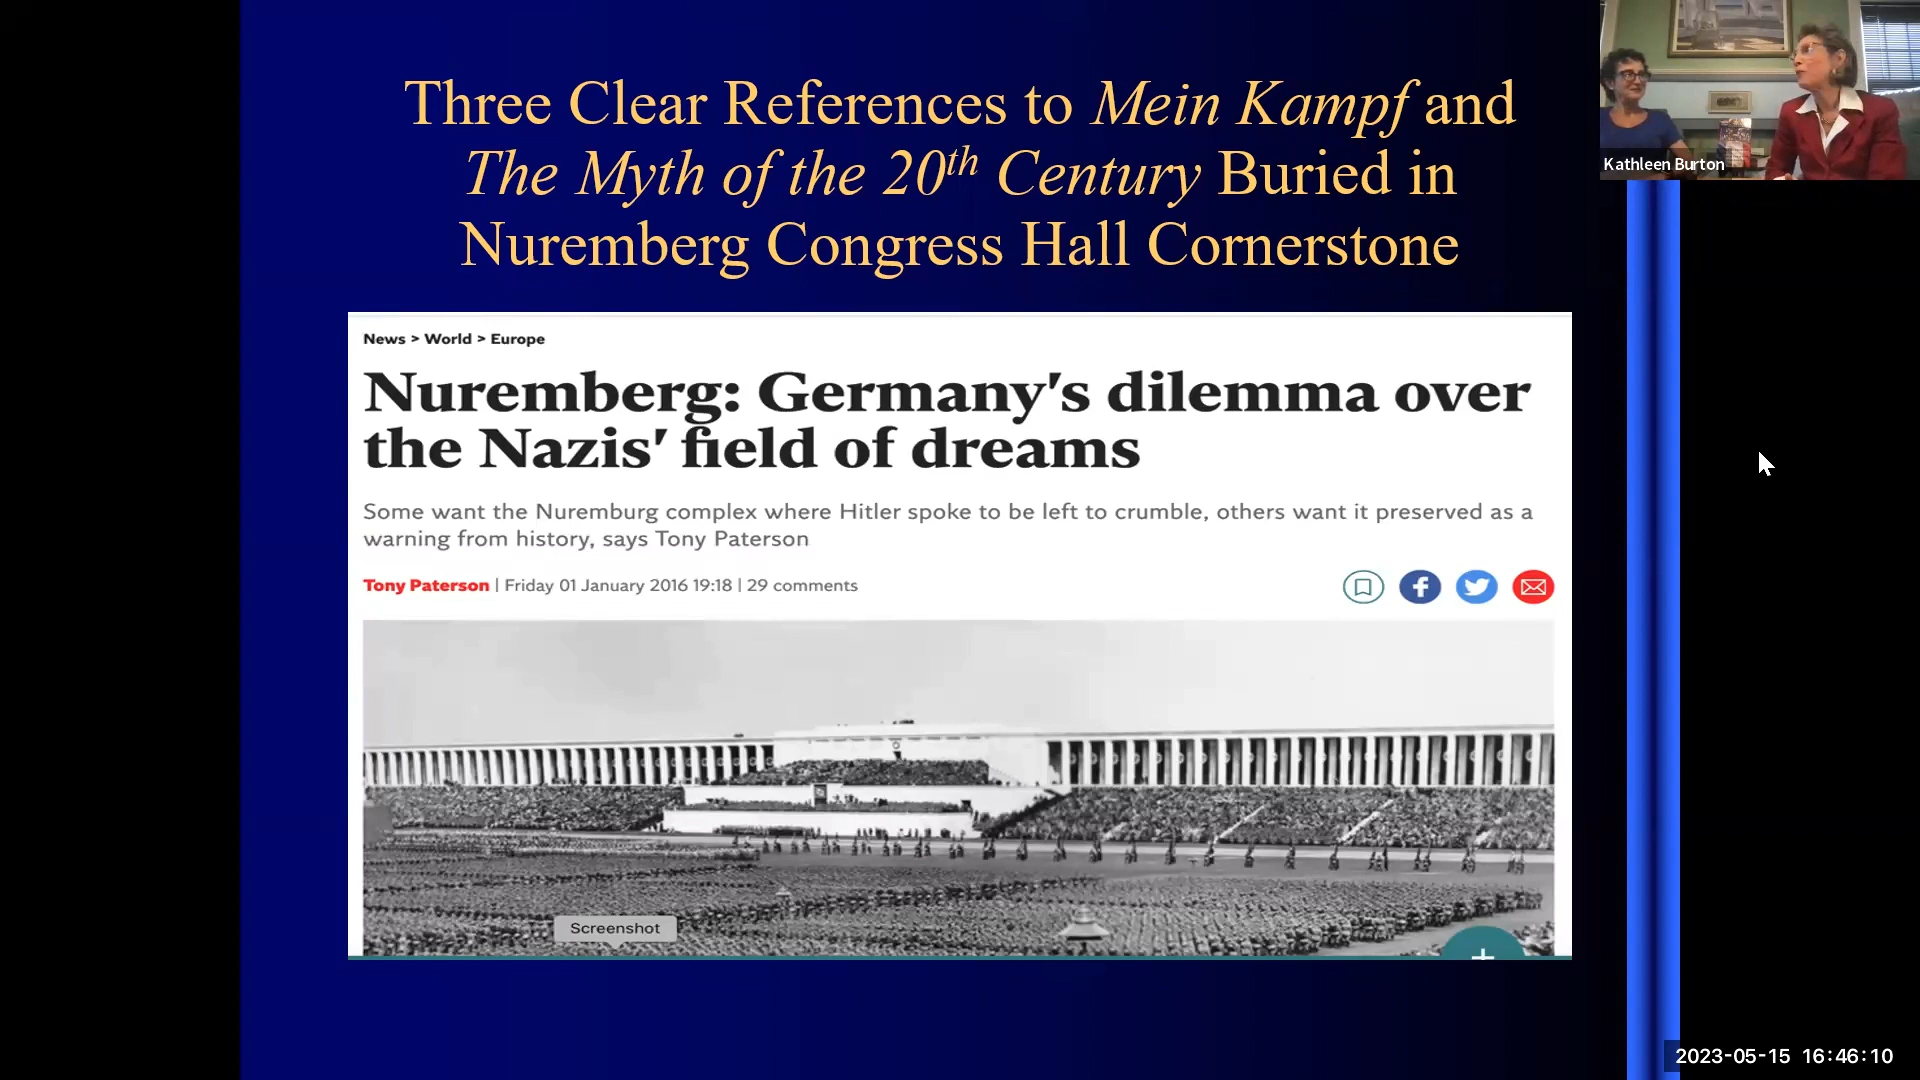 Three Clear References to Mein Kampf and
The Myth of the 20th Century Buried in
Nuremberg Congress Hall Cornerstone
Kathleen Burton
News > World > Europe
Nuremberg: Germany's dilemma over
the Nazis' field of dreams
Some want the Nuremburg complex where Hitler spoke to be left to crumble, others want it preserved as a
warning from history, says Tony Paterson
Tony Paterson | Friday 01 January 2016 19:18 | 29 comments
Screenshot
2023-05-15 16:46:10